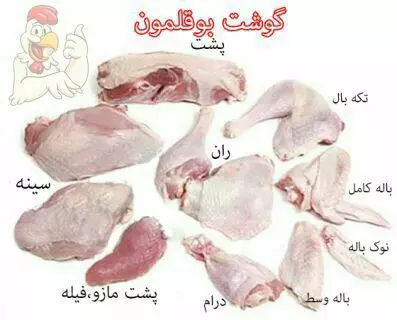 گوشت بوقلمون
پشت
تکه بال
ران
سینه
باله کامل
نوک باله
پشت مازو،فیله
درام
باله وسط